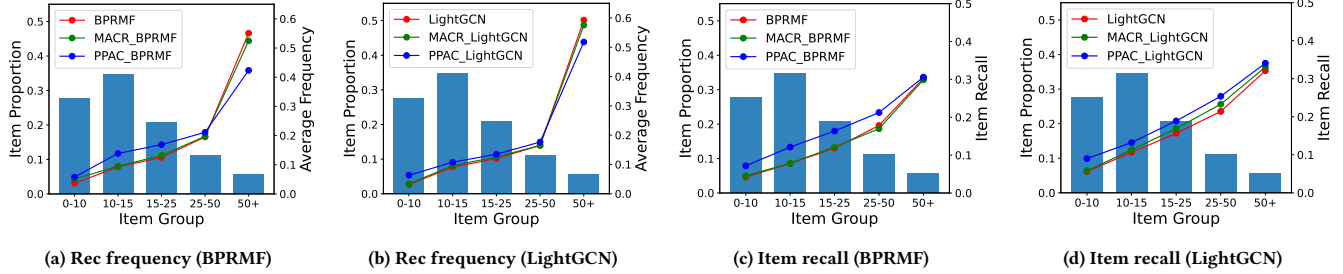 BPRMF
MACR_BPRMF
PPAC_BPRMF
Item Proportion
0.5
0.4
0.3
0.2
0.1
0.0
Average Frequency
0.6
0.5
0.4
0.3
0.2
0.1
0.0
0-10 10-15 15-25 25-50 50+
Item Group
(a) Rec frequency (BPRMF)
LightGCN
MACR_LightGCN
PPAC_LightGCN
Item Proportion
0.5
0.4
0.3
0.2
0.1
0.0
Average Frequency
0.6
0.5
0.4
0.3
0.2
0.1
0.0
0-10 10-15 15-25 25-50 50+
Item Group
(b) Rec frequency (LightGCN)
BPRMF
MACR_BPRMF
PPAC_BPRMF
Item Proportion
0.5
0.4
0.3
0.2
0.1
0.0
Item Recall
0.5
0.4
0.3
0.2
0.1
0.0
0-10 10-15 15-25 25-50 50+
Item Group
(c) Item recall (BPRMF)
LightGCN
MACR_LightGCN
PPAC_LightGCN
Item Proportion
0.5
0.4
0.3
0.2
0.1
0.0
Item Recall
0.5
0.4
0.3
0.2
0.1
0.0
0-10 10-15 15-25 25-50 50+
Item Group
(d) Item recall (LightGCN)